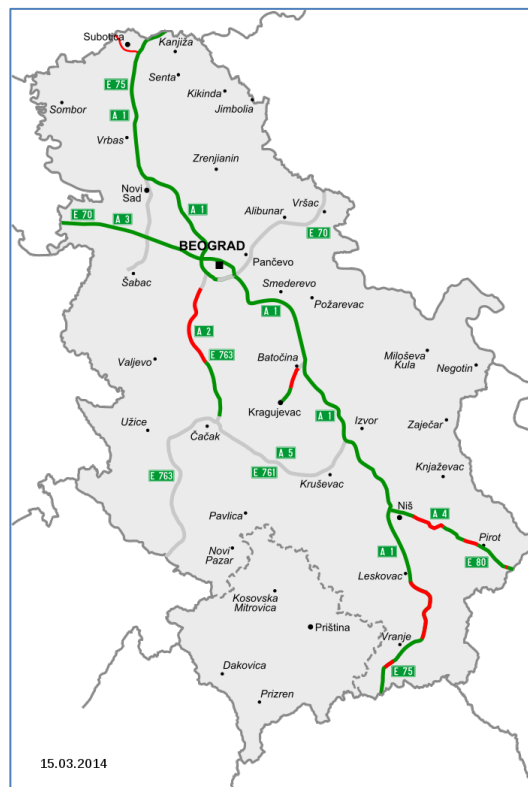 Subotica
Kanjiža
E 75
Senta
Kikinda
Jimbolia
Sombor
A 1
Vrbas
Zrenjianin
Novi
Sad
Vršac
A 1
Alibunar
E 70
A 3
E 70
BEOGRAD
Pančevo
Šabac
Smederevo
A 1
Požarevac
A 2
Valjevo
E 763
Batočina
Miloševa
Kula
Negotin
Kragujevac
A 1
Izvor
Zaječar
Užice
Čačak
A 5
E 763
E 761
Kruševac
Knjaževac
Niš
A 4
Pavlica
Pirot
Novi
Pazar
A 1
E 80
Leskovac
Kosovska
Mitrovica
Priština
Vranje
Đakovica
E 75
Prizren
15.03.2014